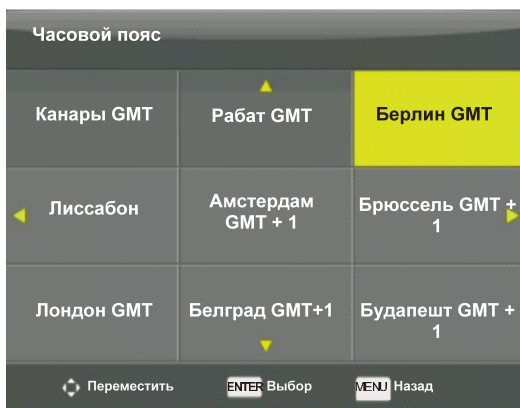 Часовой пояс
Канары GMT
Рабат GMT
Берлин GMT
Лиссабон
Амстердам
GMT + 1
Брюссель GMT +
1
Лондон GMT
Белград GMT+1
Будапешт GMT +
1
Переместить
ENTER Выбор
MENU Назад